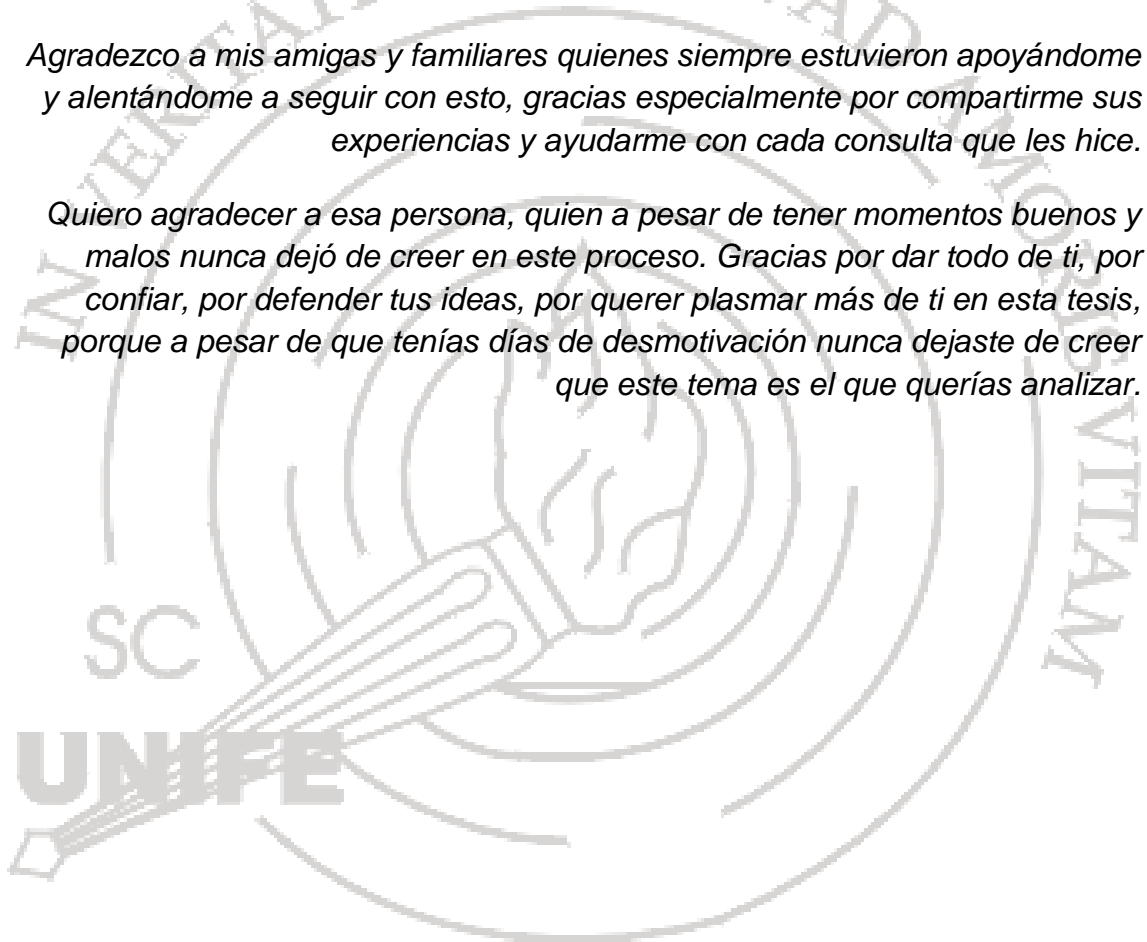 Agradezco a mis amigas y familiares quienes siempre estuvieron apoyándome
y alentándome a seguir con esto, gracias especialmente por compartirme sus
experiencias y ayudarme con cada consulta que les hice.
Quiero agradecer a esa persona, quien a pesar de tener momentos buenos y
malos nunca dejó de creer en este proceso. Gracias por dar todo de ti, por
confiar, por defender tus ideas, por querer plasmar más de ti en esta tesis,
porque a pesar de que tenías días de desmotivación nunca dejaste de creer
que este tema es el que querías analizar.
IN
AMORIS VITAM
SC
UNIFE